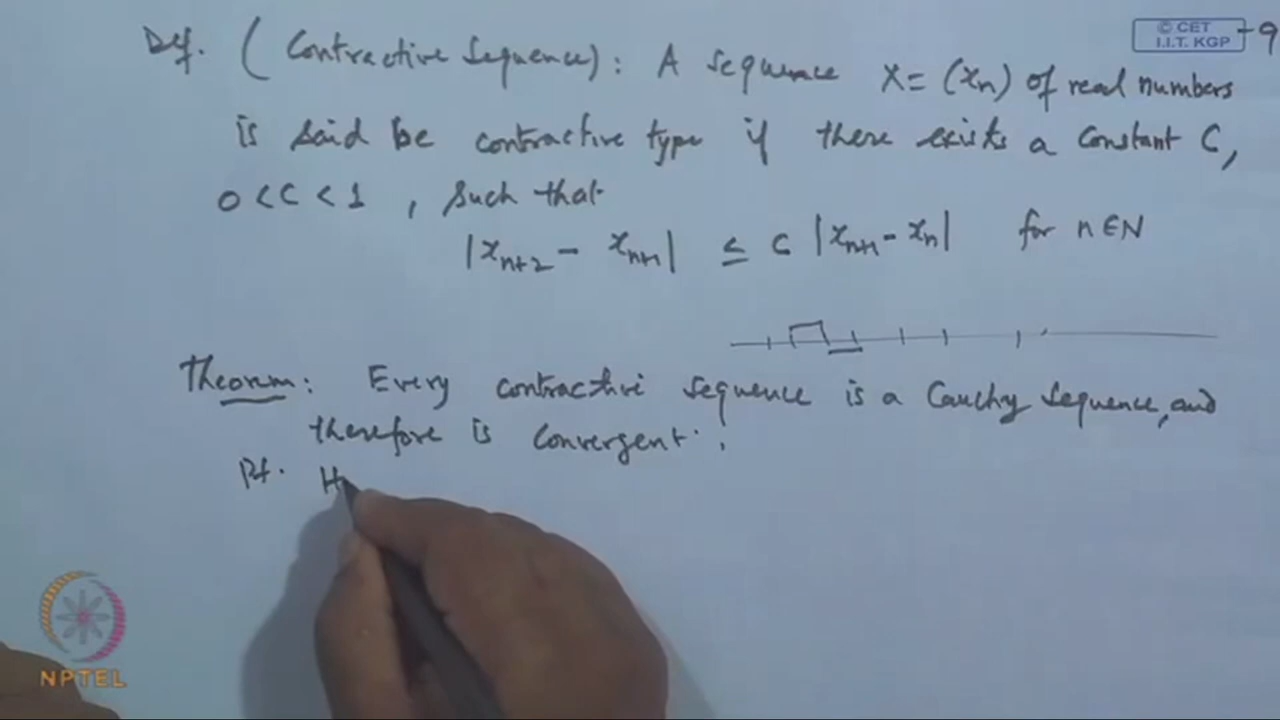 © CET
I.I.T. KGP
-9
Def. (Contractive Sequence): A sequence X = (xn) of real numbers
is said be contractive type if there exists a constant C,
0 < C < 1, such that
|xn+2 - xn+1| ≤ C |xn+1 - xn| for n ∈ N
Theorem: Every contractive sequence is a Cauchy sequence, and
therefore is convergent.
Pf. H
NPTEL